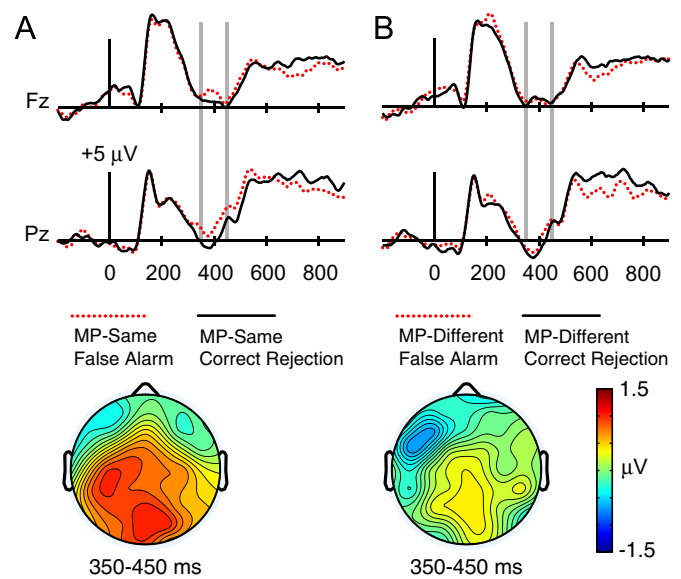 A B
Fz
+5 μV
Pz
0 200 400 600 800 0 200 400 600 800
MP-Same
False Alarm
MP-Same
Correct Rejection
MP-Different
False Alarm
MP-Different
Correct Rejection
1.5
μV
-1.5
350-450 ms 350-450 ms